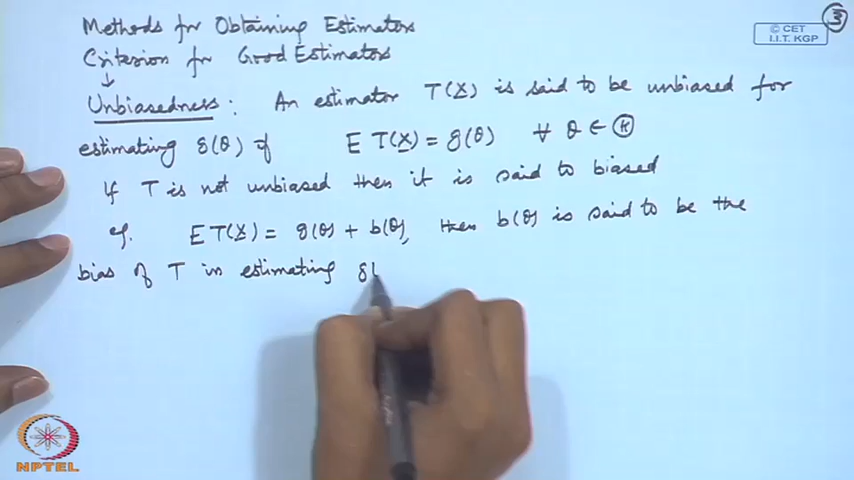 Methods for Obtaining Estimators
Criterion for Good Estimators
Unbiasedness : An estimator T(X) is said to be unbiased for
estimating g(θ) if E T(X) = g(θ) ∀ θ ∈ Ⓗ
If T is not unbiased then it is said to biased
eg. E T(X) = g(θ) + b(θ), then b(θ) is said to be the
bias of T in estimating g(
3
© CET
I.I.T. KGP
NPTEL